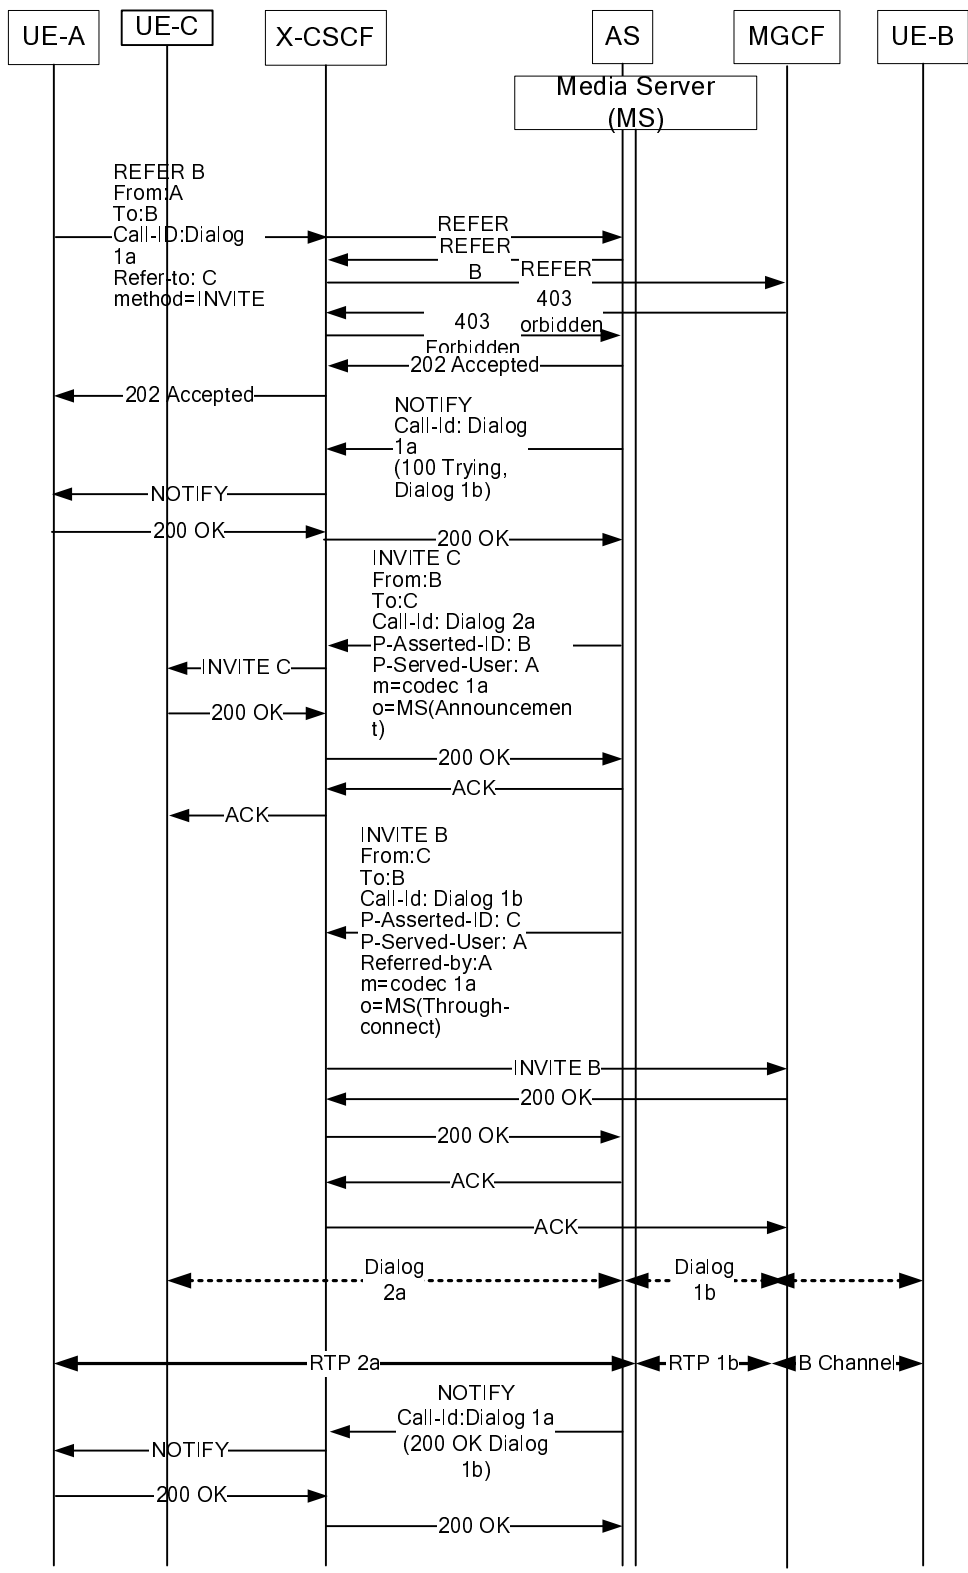 UE-A
UE-C
X-CSCF
AS
MGCF
UE-B
Media Server
(MS)
REFER B
From:A
To:B
Call-ID:Dialog
1a
Refer-to: C
method=INVITE
REFER
REFER
B
REFER
403
orbidden
403
Forbidden
202 Accepted
202 Accepted
NOTIFY
Call-Id: Dialog
1a
(100 Trying,
Dialog 1b)
NOTIFY
200 OK
200 OK
INVITE C
From:B
To:C
Call-Id: Dialog 2a
P-Asserted-ID: B
P-Served-User: A
m=codec 1a
o=MS(Announcemen
t)
INVITE C
200 OK
200 OK
ACK
ACK
INVITE B
From:C
To:B
Call-Id: Dialog 1b
P-Asserted-ID: C
P-Served-User: A
Referred-by:A
m=codec 1a
o=MS(Through-
connect)
INVITE B
200 OK
200 OK
ACK
ACK
Dialog
2a
Dialog
1b
RTP 2a
RTP 1b
B Channel
NOTIFY
Call-Id:Dialog 1a
(200 OK Dialog
1b)
NOTIFY
200 OK
200 OK